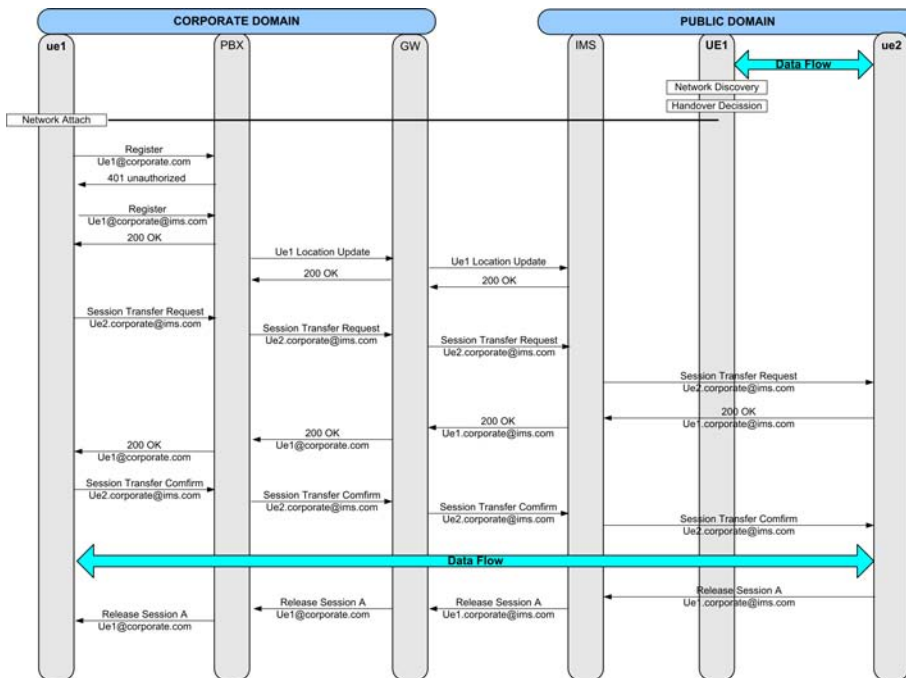 CORPORATE DOMAIN
PUBLIC DOMAIN
ue1
PBX
GW
IMS
UE1
ue2
Data Flow
Network Discovery
Handover Decission
Network Attach
Register
Ue1@corporate.com
401 unauthorized
Register
Ue1@corporate@ims.com
200 OK
Ue1 Location Update
Ue1 Location Update
200 OK
200 OK
Session Transfer Request
Ue2.corporate@ims.com
Session Transfer Request
Ue2.corporate@ims.com
Session Transfer Request
Ue2.corporate@ims.com
Session Transfer Request
Ue2.corporate@ims.com
200 OK
Ue1.corporate@ims.com
200 OK
Ue1.corporate@ims.com
200 OK
Ue1@corporate.com
200 OK
Ue1@corporate.com
Session Transfer Comfirm
Ue2.corporate@ims.com
Session Transfer Comfirm
Ue2.corporate@ims.com
Session Transfer Comfirm
Ue2.corporate@ims.com
Session Transfer Comfirm
Ue2.corporate@ims.com
Data Flow
Release Session A
Ue1.corporate@ims.com
Release Session A
Ue1.corporate@ims.com
Release Session A
Ue1@corporate.com
Release Session A
Ue1@corporate.com